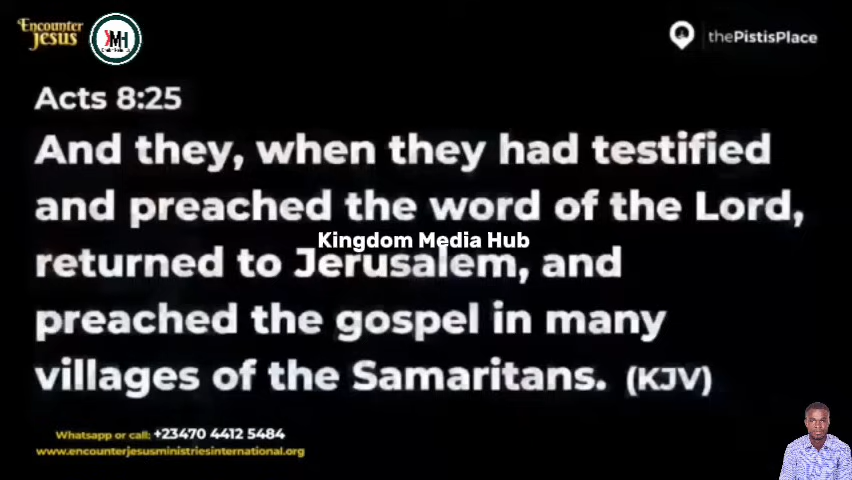 Encounter
Jesus
KMH
thePistisPlace
Acts 8:25
And they, when they had testified
and preached the word of the Lord,
Kingdom Media Hub
returned to Jerusalem, and
preached the gospel in many
villages of the Samaritans. (KJV)
Whatsapp or call: +23470 4412 5484
www.encounterjesusministriesinternational.org